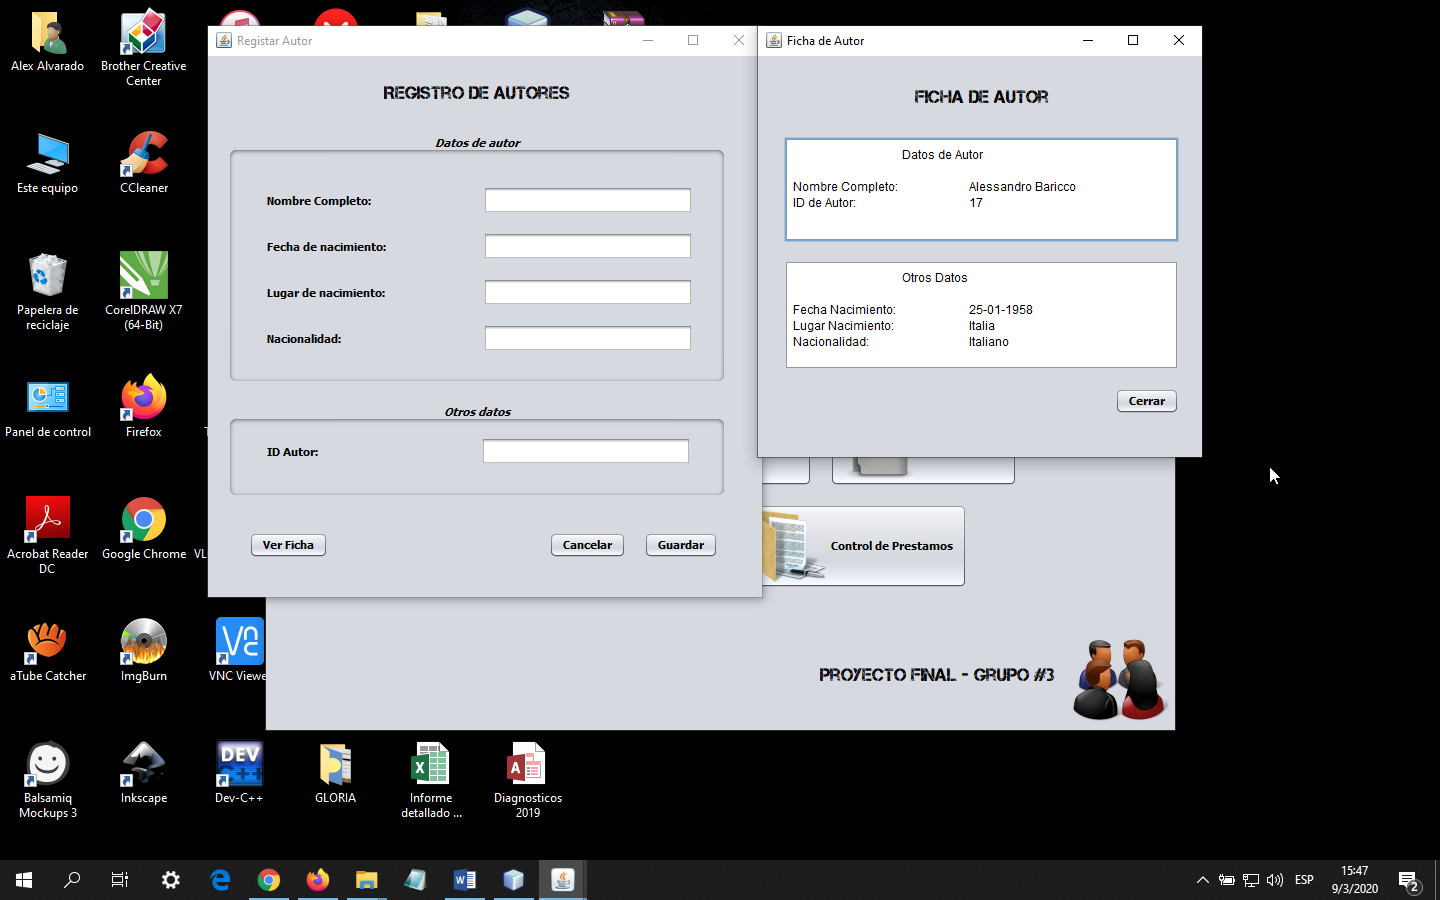 Alex Alvarado
Brother Creative
Center
Este equipo
CCleaner
Papelera de
reciclaje
CorelDRAW X7
(64-Bit)
Panel de control
Firefox
Acrobat Reader
DC
Google Chrome
aTube Catcher
ImgBurn
VNC Viewe
Balsamiq
Mockups 3
Inkscape
Dev-C++
GLORIA
Informe
detallado ...
Diagnosticos
2019
Registar Autor
REGISTRO DE AUTORES
Datos de autor
Nombre Completo:
Fecha de nacimiento:
Lugar de nacimiento:
Nacionalidad:
Otros datos
ID Autor:
Ver Ficha
Cancelar
Guardar
Ficha de Autor
FICHA DE AUTOR
Datos de Autor
Nombre Completo: Alessandro Baricco
ID de Autor: 17
Otros Datos
Fecha Nacimiento: 25-01-1958
Lugar Nacimiento: Italia
Nacionalidad: Italiano
Cerrar
Control de Prestamos
PROYECTO FINAL - GRUPO #3
DEV
C++
ESP
15:47
9/3/2020
2